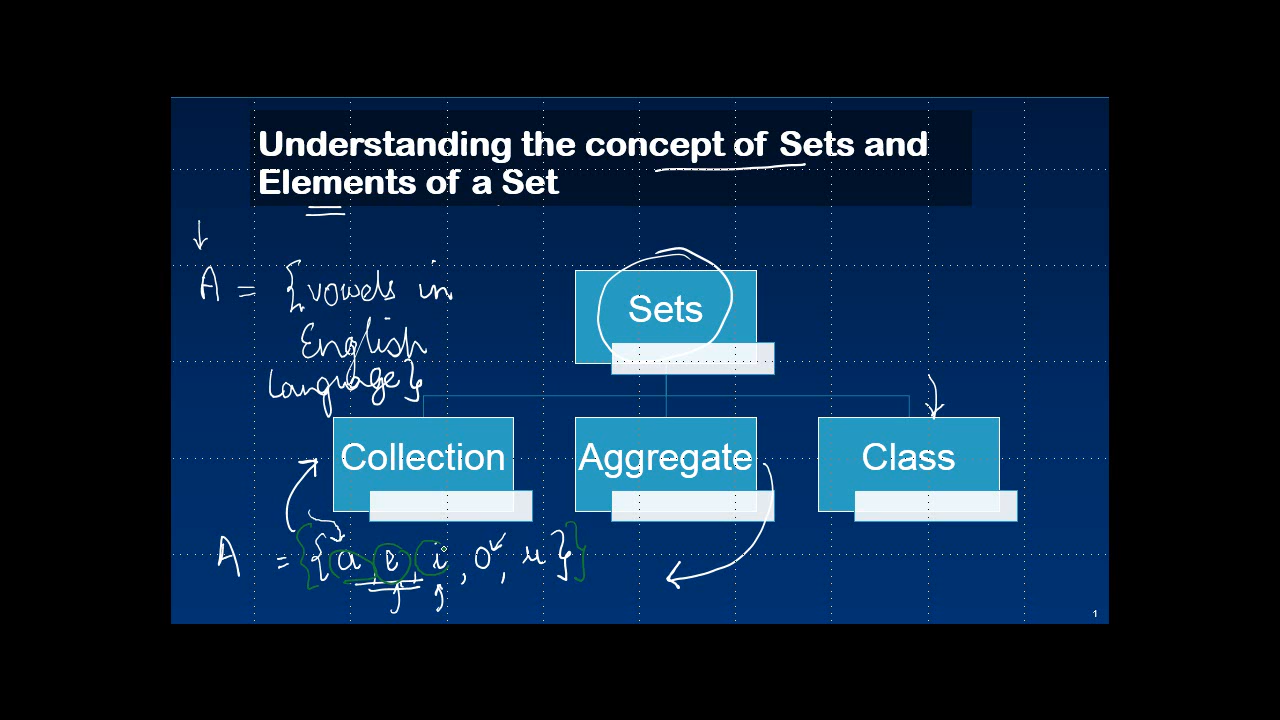 Understanding the concept of Sets and
Elements of a Set
A = {vowels in
English
language}
Sets
Collection
Aggregate
Class
A = {{a, e, i, o, u}}
1